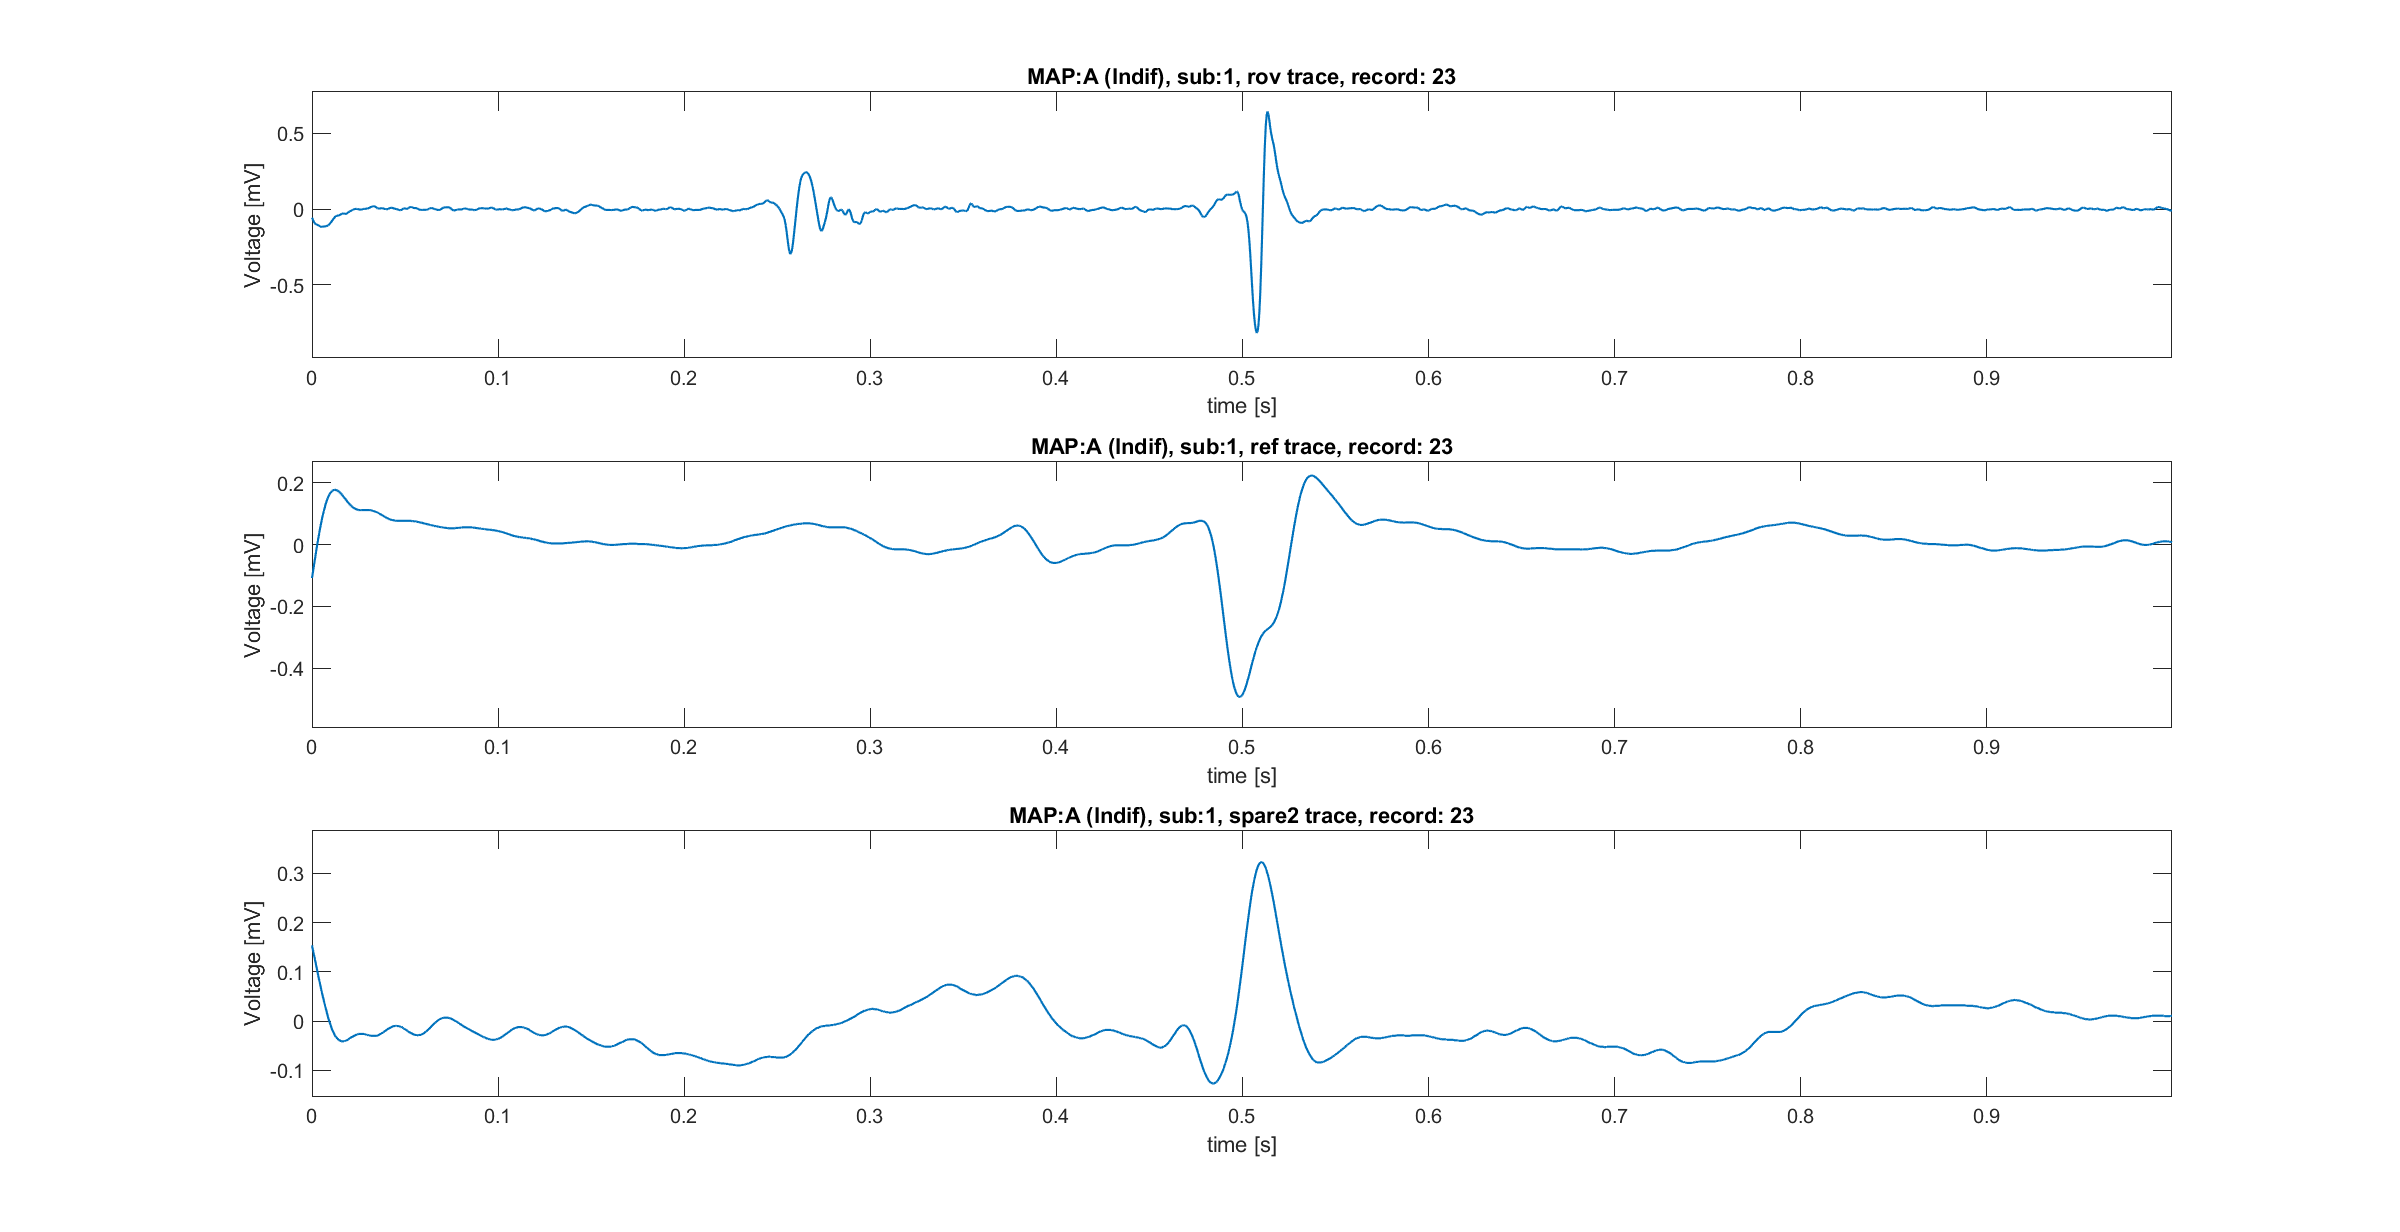 MAP:A (Indif), sub:1, rov trace, record: 23
Voltage [mV]
0.5
0
-0.5
0 0.1 0.2 0.3 0.4 0.5 0.6 0.7 0.8 0.9
time [s]
MAP:A (Indif), sub:1, ref trace, record: 23
Voltage [mV]
0.2
0
-0.2
-0.4
0 0.1 0.2 0.3 0.4 0.5 0.6 0.7 0.8 0.9
time [s]
MAP:A (Indif), sub:1, spare2 trace, record: 23
Voltage [mV]
0.3
0.2
0.1
0
-0.1
0 0.1 0.2 0.3 0.4 0.5 0.6 0.7 0.8 0.9
time [s]